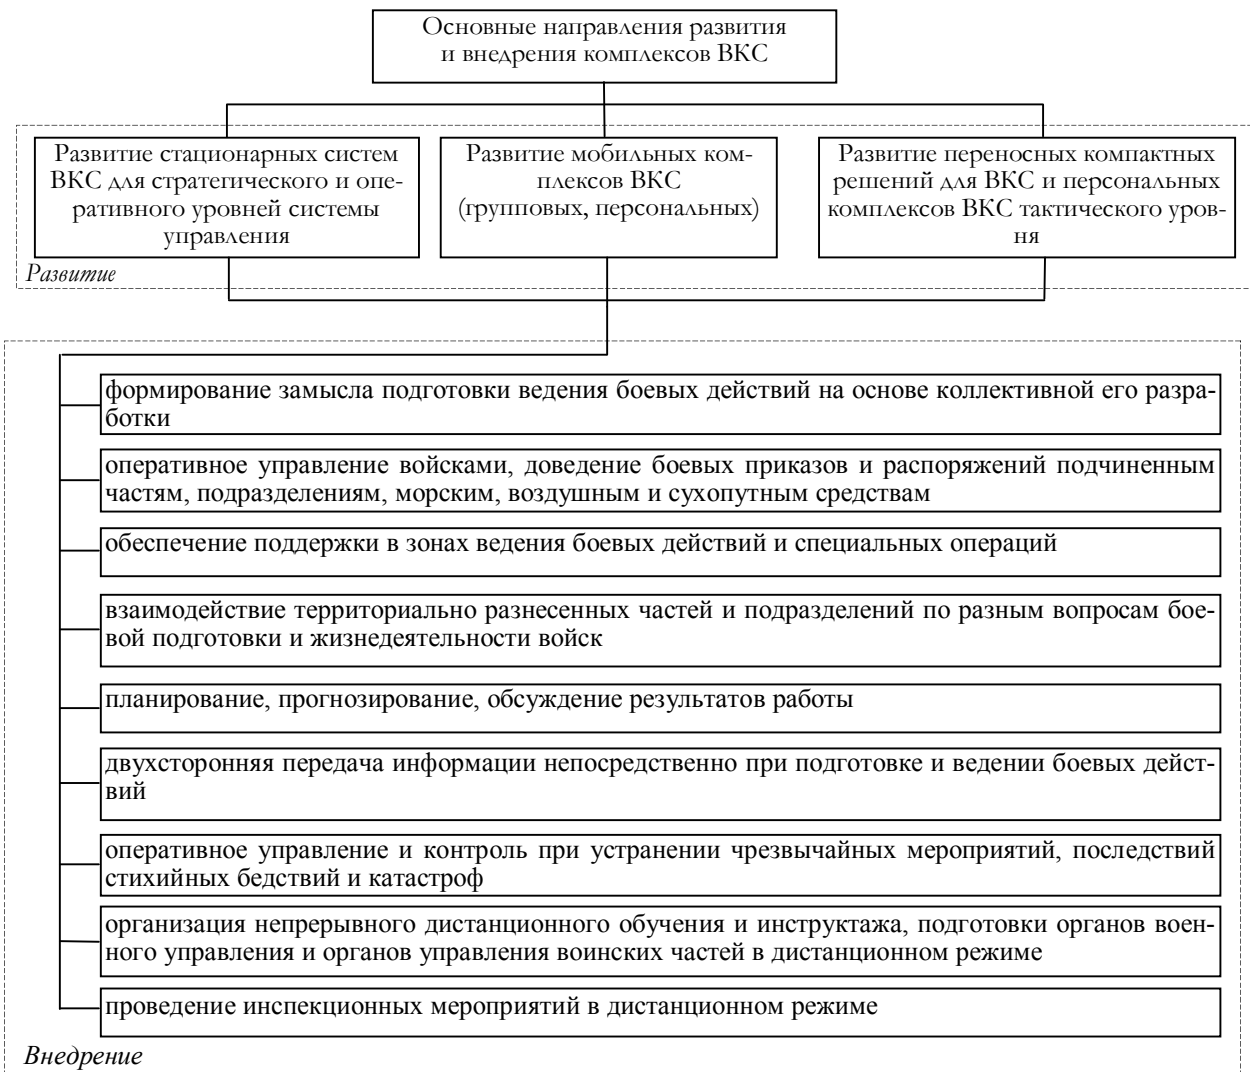 Основные направления развития
и внедрения комплексов ВКС
Развитие стационарных систем
ВКС для стратегического и опе-
ративного уровней системы
управления
Развитие мобильных ком-
плексов ВКС
(групповых, персональных)
Развитие переносных компактных
решений для ВКС и персональных
комплексов ВКС тактического уров-
ня
Развитие
формирование замысла подготовки ведения боевых действий на основе коллективной его разра-
ботки
оперативное управление войсками, доведение боевых приказов и распоряжений подчиненным
частям, подразделениям, морским, воздушным и сухопутным средствам
обеспечение поддержки в зонах ведения боевых действий и специальных операций
взаимодействие территориально разнесенных частей и подразделений по разным вопросам бое-
вой подготовки и жизнедеятельности войск
планирование, прогнозирование, обсуждение результатов работы
двухсторонняя передача информации непосредственно при подготовке и ведении боевых дейст-
вий
оперативное управление и контроль при устранении чрезвычайных мероприятий, последствий
стихийных бедствий и катастроф
организация непрерывного дистанционного обучения и инструктажа, подготовки органов воен-
ного управления и органов управления воинских частей в дистанционном режиме
проведение инспекционных мероприятий в дистанционном режиме
Внедрение